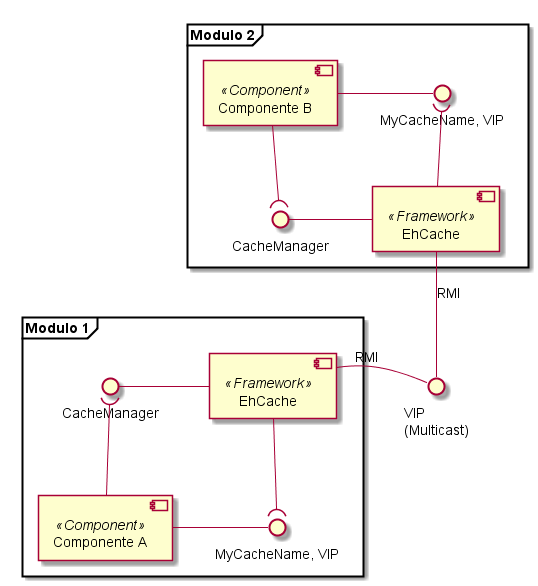 Modulo 2
«Component»
Componente B
MyCacheName, VIP
«Framework»
EhCache
CacheManager
RMI
Modulo 1
RMI
«Framework»
EhCache
CacheManager
VIP
(Multicast)
«Component»
Componente A
MyCacheName, VIP